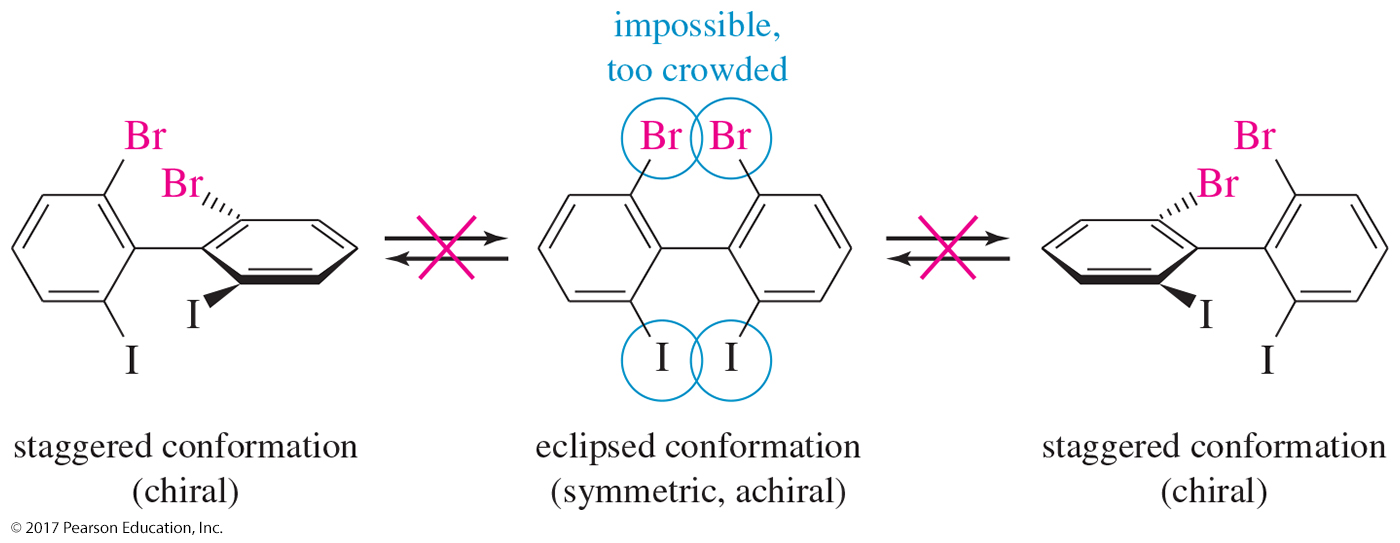 impossible,
too crowded
Br
Br
I
I
Br Br
I I
Br
Br
I
I
staggered conformation
(chiral)
eclipsed conformation
(symmetric, achiral)
staggered conformation
(chiral)
© 2017 Pearson Education, Inc.